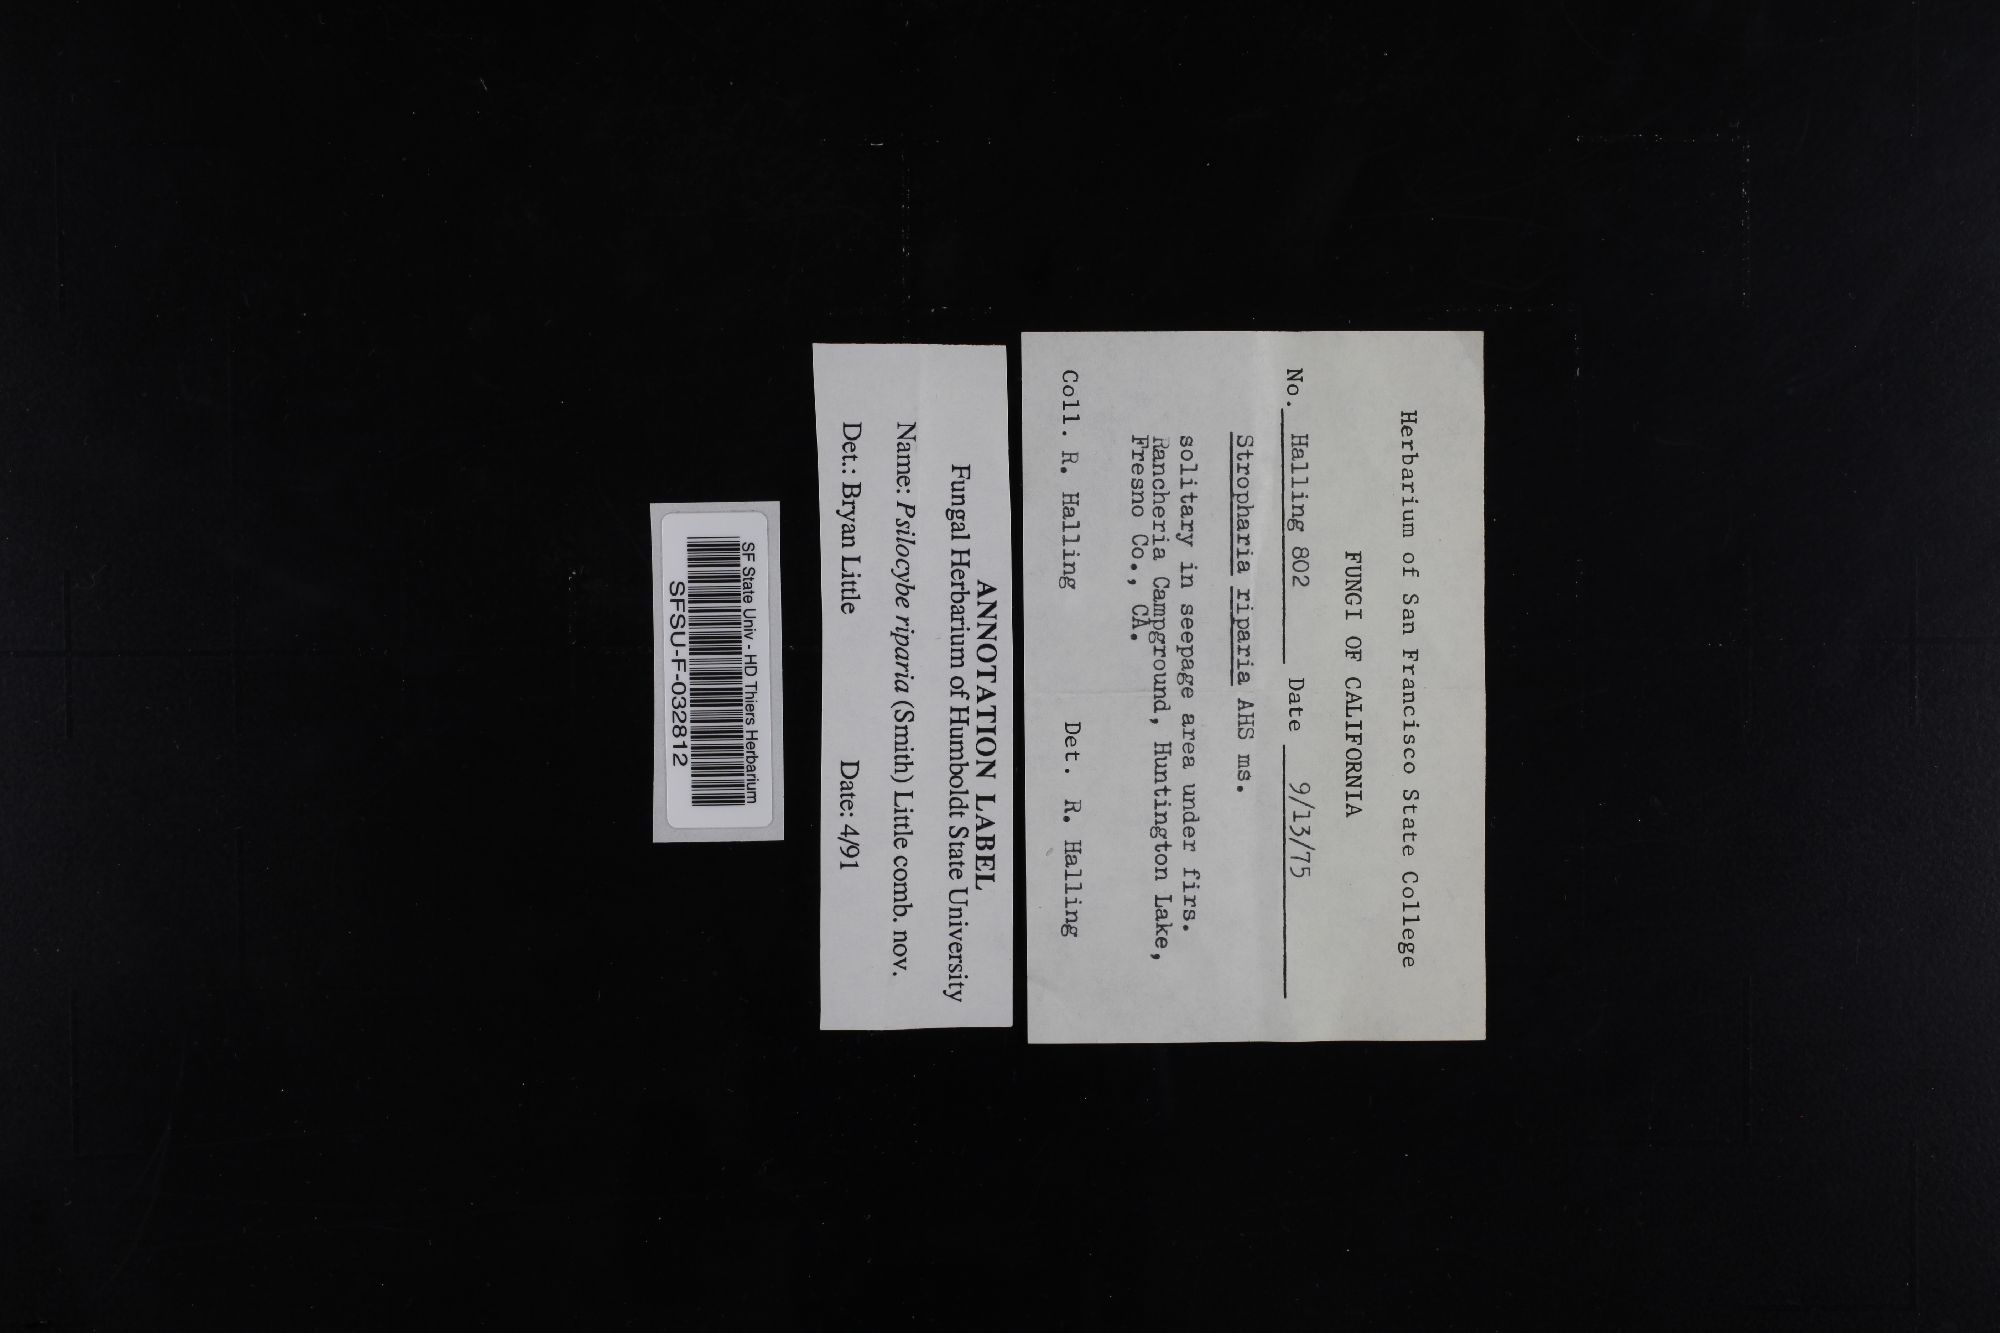 Herbarium of San Francisco State College
FUNGI OF CALIFORNIA
No. Halling 802 Date 9/13/75
Stropharia riparia AHS ms.
solitary in seepage area under firs.
Rancheria Campground, Huntington Lake,
Fresno Co., CA.
Coll. R. Halling Det. R. Halling
ANNOTATION LABEL
Fungal Herbarium of Humboldt State University
Name: Psilocybe riparia (Smith) Little comb. nov.
Det.: Bryan Little Date: 4/91
SF State Univ - HD Thiers Herbarium
SFSU-F-032812